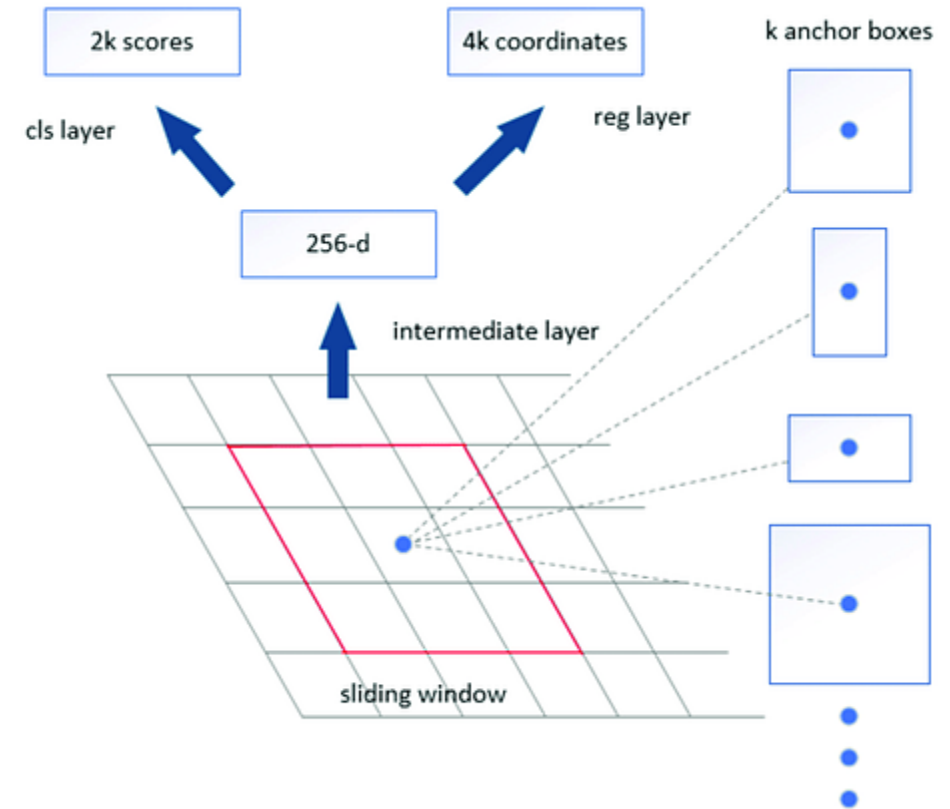 2k scores
4k coordinates
k anchor boxes
cls layer
reg layer
256-d
intermediate layer
sliding window